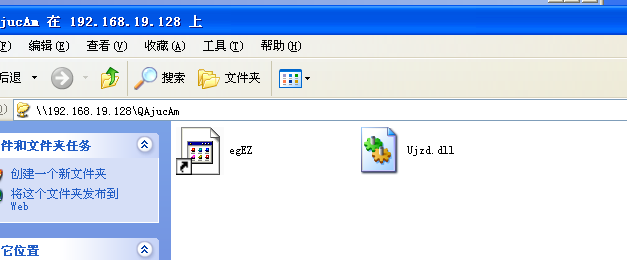 ajucAm 在 192.168.19.128 上
(F) 编辑(E) 查看(V) 收藏(A) 工具(T) 帮助(H)
后退 搜索 文件夹
\\192.168.19.128\QAjucAm
件和文件夹任务
创建一个新文件夹
将这个文件夹发布到
Web
它位置
egEZ
Ujzd.dll